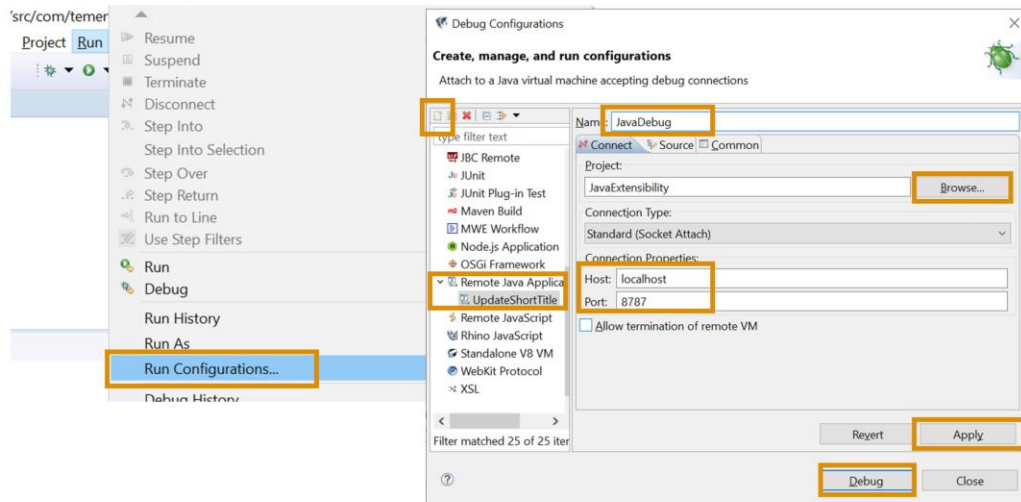 'src/com/temer
Project Run
Resume
Suspend
Terminate
Disconnect
Step Into
Step Into Selection
Step Over
Step Return
Run to Line
Use Step Filters
Run
Debug
Run History
Run As
Run Configurations...
Debug History
Debug Configurations
Create, manage, and run configurations
Attach to a Java virtual machine accepting debug connections
type filter text
JBC Remote
JUnit
JUnit Plug-in Test
Maven Build
MWE Workflow
Node.js Application
OSGi Framework
Remote Java Applica
UpdateShortTitle
Remote JavaScript
Rhino JavaScript
Standalone V8 VM
WebKit Protocol
XSL
Filter matched 25 of 25 iter
Name: JavaDebug
Connect Source Common
Project:
JavaExtensibility Browse...
Connection Type:
Standard (Socket Attach)
Connection Properties:
Host: localhost
Port: 8787
Allow termination of remote VM
Revert Apply
Debug Close